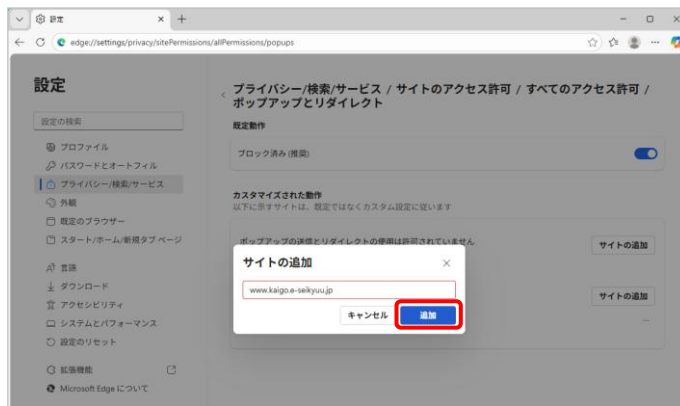 設定
edge://settings/privacy/sitePermissions/allPermissions/popups
設定
設定の検索
プロファイル
パスワードとオートフィル
プライバシー/検索/サービス
外観
既定のブラウザー
スタート/ホーム/新規タブ ページ
言語
ダウンロード
アクセシビリティ
システムとパフォーマンス
設定のリセット
拡張機能
Microsoft Edge について
プライバシー/検索/サービス / サイトのアクセス許可 / すべてのアクセス許可 /
ポップアップとリダイレクト
既定動作
ブロック済み (推奨)
カスタマイズされた動作
以下に示すサイトは、既定ではなくカスタム設定に従います
ポップアップの送信とリダイレクトの使用は許可されていません
サイトの追加
サイトの追加
サイトの追加
www.kaigo.e-seikyuu.jp
キャンセル
追加